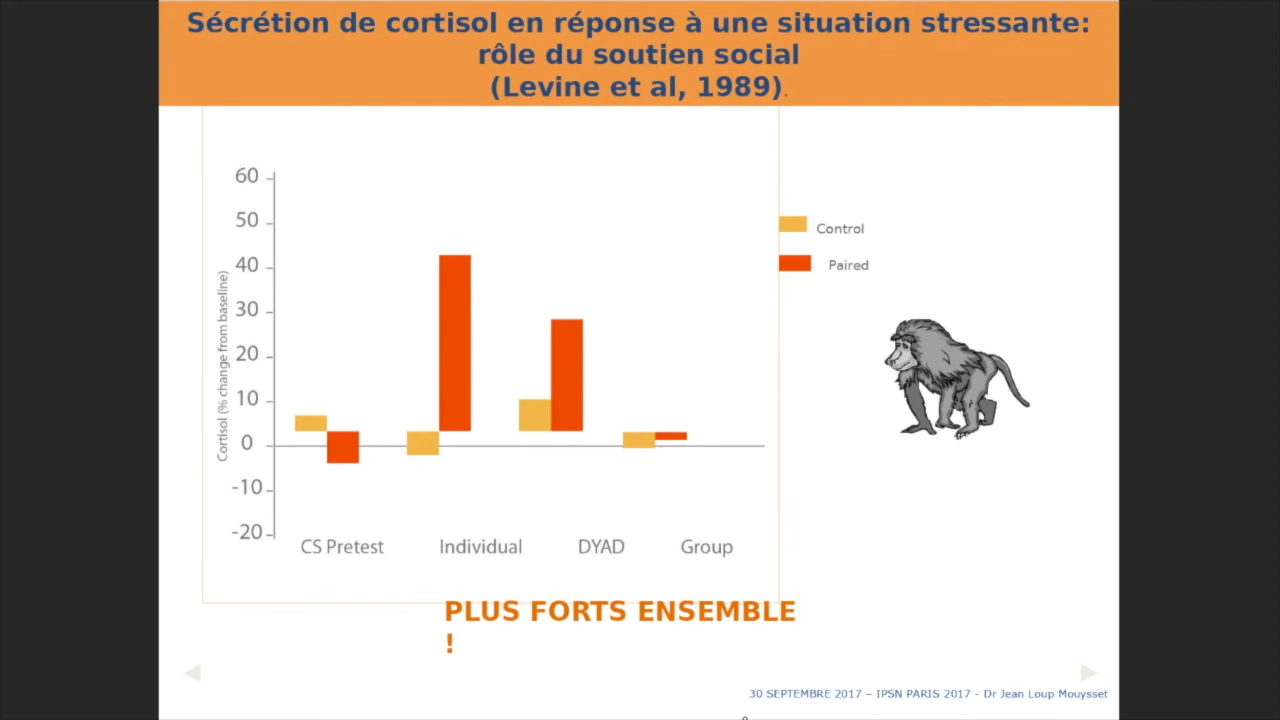 Sécrétion de cortisol en réponse à une situation stressante:
rôle du soutien social
(Levine et al, 1989).
60
50
40
30
20
10
0
-10
-20
Cortisol (% change from baseline)
CS Pretest
Individual
DYAD
Group
Control
Paired
PLUS FORTS ENSEMBLE
!
30 SEPTEMBRE 2017 – IPSN PARIS 2017 - Dr Jean Loup Mouysset